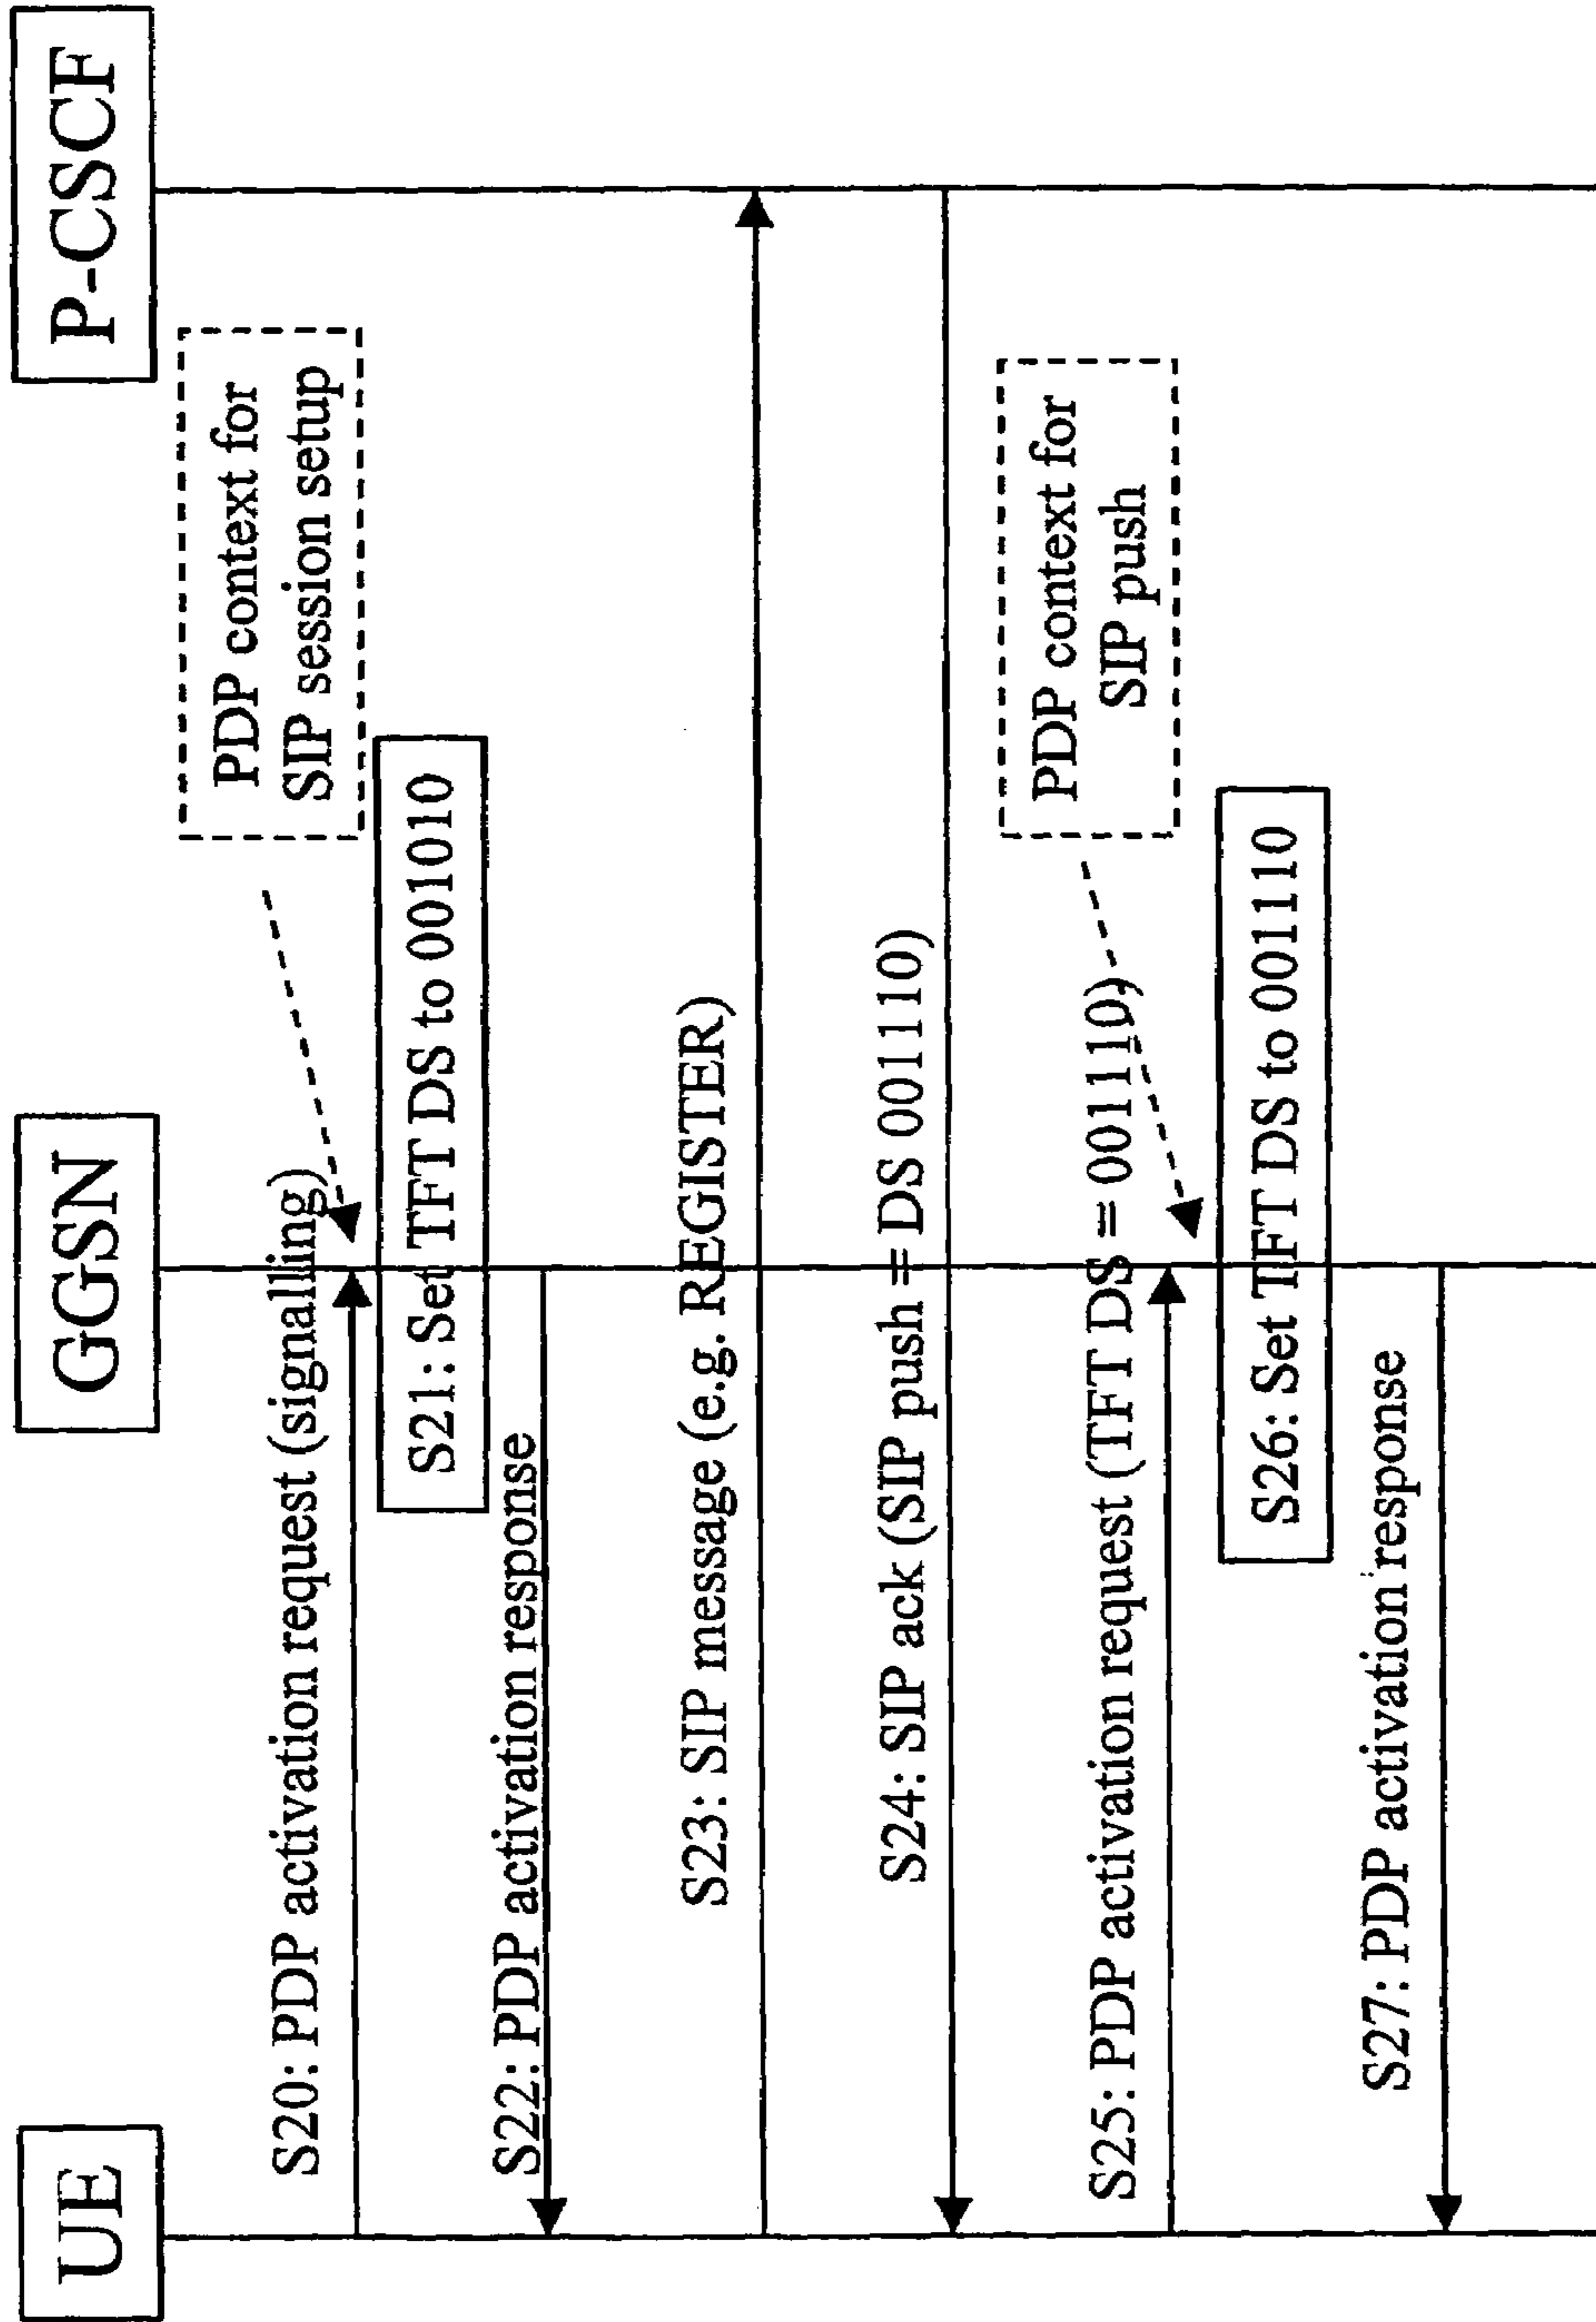 UE
GGSN
P-CSCF
S20: PDP activation request (signalling)
PDP context for
SIP session setup
S21: Set TFT DS to 001010
S22: PDP activation response
S23: SIP message (e.g. REGISTER)
S24: SIP ack (SIP push = DS 001110)
S25: PDP activation request (TFT DS = 001110)
PDP context for
SIP push
S26: Set TFT DS to 001110
S27: PDP activation response